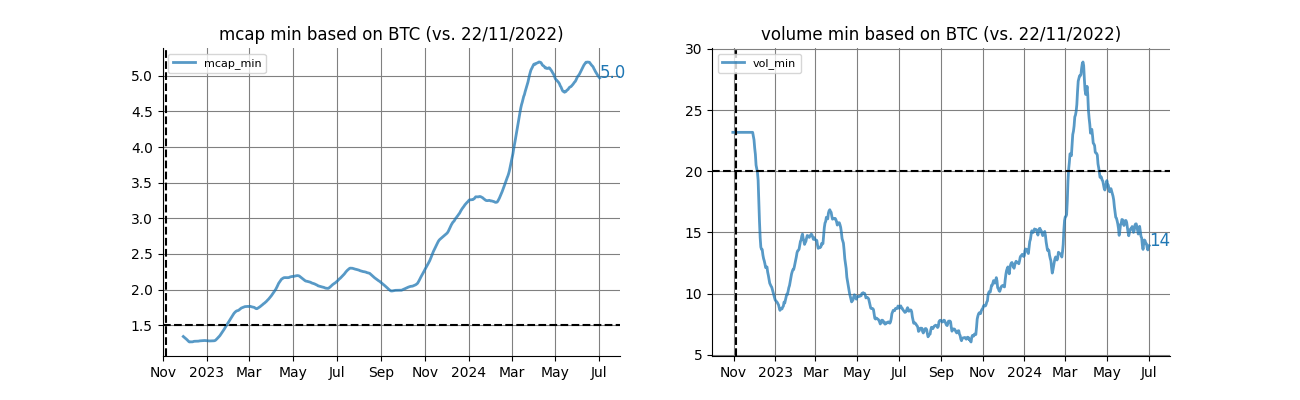 mcap min based on BTC (vs. 22/11/2022)
mcap_min
5.0
5.0
4.5
4.0
3.5
3.0
2.5
2.0
1.5
Nov 2023 Mar May Jul Sep Nov 2024 Mar May Jul
volume min based on BTC (vs. 22/11/2022)
30
vol_min
25
20
15
14
10
5
Nov 2023 Mar May Jul Sep Nov 2024 Mar May Jul